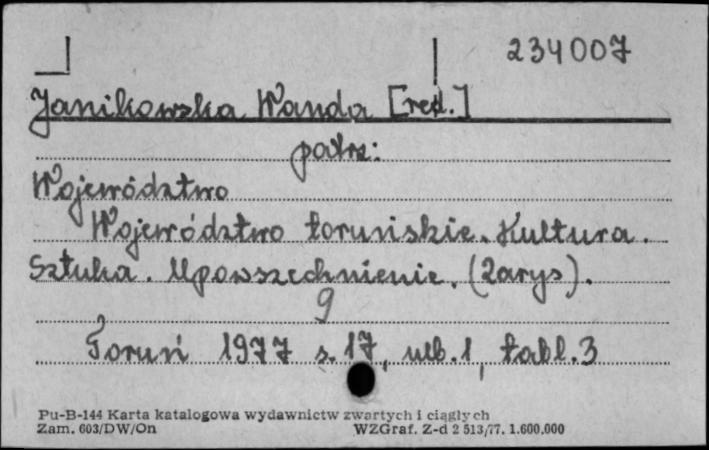 234007
Janikowska Wanda [red.]
patrz:
Województwo
Województwo toruńskie. Kultura.
Sztuka. Upowszechnienie. (Zarys).
9
Toruń 1977 s. 17, nlb. 1, tabl. 3
Pu-B-144 Karta katalogowa wydawnictw zwartych i ciągłych
Zam. 603/DW/On WZGraf. Z-d 2 513/77. 1.600.000